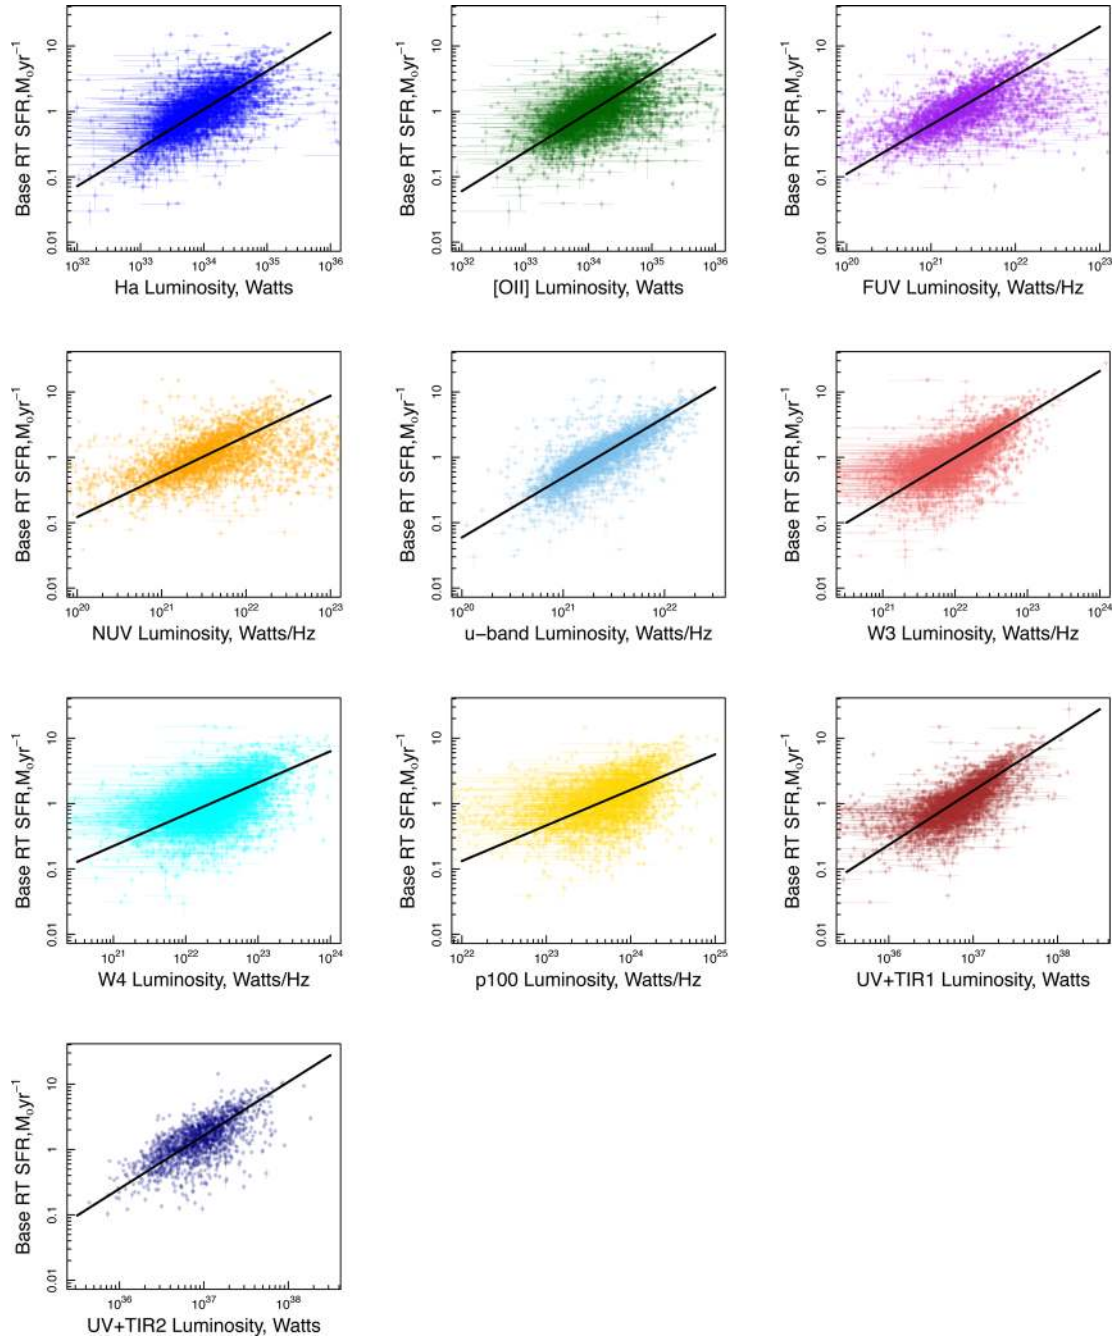 Base RT SFR,M₀yr⁻¹
0.01 0.1 1 10
10³² 10³³ 10³⁴ 10³⁵ 10³⁶
Ha Luminosity, Watts
Base RT SFR,M₀yr⁻¹
0.01 0.1 1 10
10³² 10³³ 10³⁴ 10³⁵ 10³⁶
[OII] Luminosity, Watts
Base RT SFR,M₀yr⁻¹
0.01 0.1 1 10
10²⁰ 10²¹ 10²² 10²³
FUV Luminosity, Watts/Hz
Base RT SFR,M₀yr⁻¹
0.01 0.1 1 10
10²⁰ 10²¹ 10²² 10²³
NUV Luminosity, Watts/Hz
Base RT SFR,M₀yr⁻¹
0.01 0.1 1 10
10²⁰ 10²¹ 10²²
u−band Luminosity, Watts/Hz
Base RT SFR,M₀yr⁻¹
0.01 0.1 1 10
10²¹ 10²² 10²³ 10²⁴
W3 Luminosity, Watts/Hz
Base RT SFR,M₀yr⁻¹
0.01 0.1 1 10
10²¹ 10²² 10²³ 10²⁴
W4 Luminosity, Watts/Hz
Base RT SFR,M₀yr⁻¹
0.01 0.1 1 10
10²² 10²³ 10²⁴ 10²⁵
p100 Luminosity, Watts/Hz
Base RT SFR,M₀yr⁻¹
0.01 0.1 1 10
10³⁶ 10³⁷ 10³⁸
UV+TIR1 Luminosity, Watts
Base RT SFR,M₀yr⁻¹
0.01 0.1 1 10
10³⁶ 10³⁷ 10³⁸
UV+TIR2 Luminosity, Watts